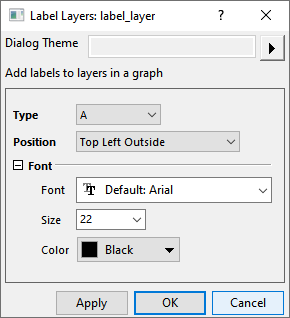 Label Layers: label_layer
Dialog Theme
Add labels to layers in a graph
Type A
Position Top Left Outside
Font
Font Default: Arial
Size 22
Color Black
Apply OK Cancel